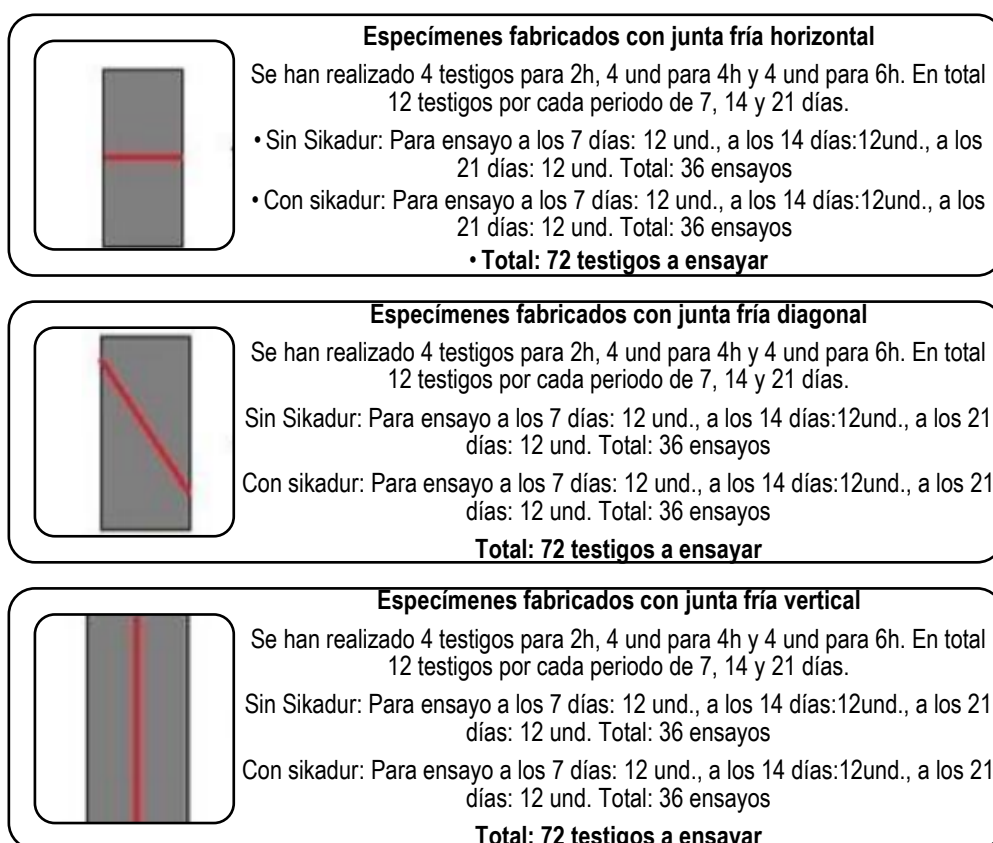 Especímenes fabricados con junta fría horizontal
Se han realizado 4 testigos para 2h, 4 und para 4h y 4 und para 6h. En total
12 testigos por cada periodo de 7, 14 y 21 días.
• Sin Sikadur: Para ensayo a los 7 días: 12 und., a los 14 días:12und., a los
21 días: 12 und. Total: 36 ensayos
• Con sikadur: Para ensayo a los 7 días: 12 und., a los 14 días:12und., a los
21 días: 12 und. Total: 36 ensayos
• Total: 72 testigos a ensayar
Especímenes fabricados con junta fría diagonal
Se han realizado 4 testigos para 2h, 4 und para 4h y 4 und para 6h. En total
12 testigos por cada periodo de 7, 14 y 21 días.
Sin Sikadur: Para ensayo a los 7 días: 12 und., a los 14 días:12und., a los 21
días: 12 und. Total: 36 ensayos
Con sikadur: Para ensayo a los 7 días: 12 und., a los 14 días:12und., a los 21
días: 12 und. Total: 36 ensayos
Total: 72 testigos a ensayar
Especímenes fabricados con junta fría vertical
Se han realizado 4 testigos para 2h, 4 und para 4h y 4 und para 6h. En total
12 testigos por cada periodo de 7, 14 y 21 días.
Sin Sikadur: Para ensayo a los 7 días: 12 und., a los 14 días:12und., a los 21
días: 12 und. Total: 36 ensayos
Con sikadur: Para ensayo a los 7 días: 12 und., a los 14 días:12und., a los 21
días: 12 und. Total: 36 ensayos
Total: 72 testigos a ensayar